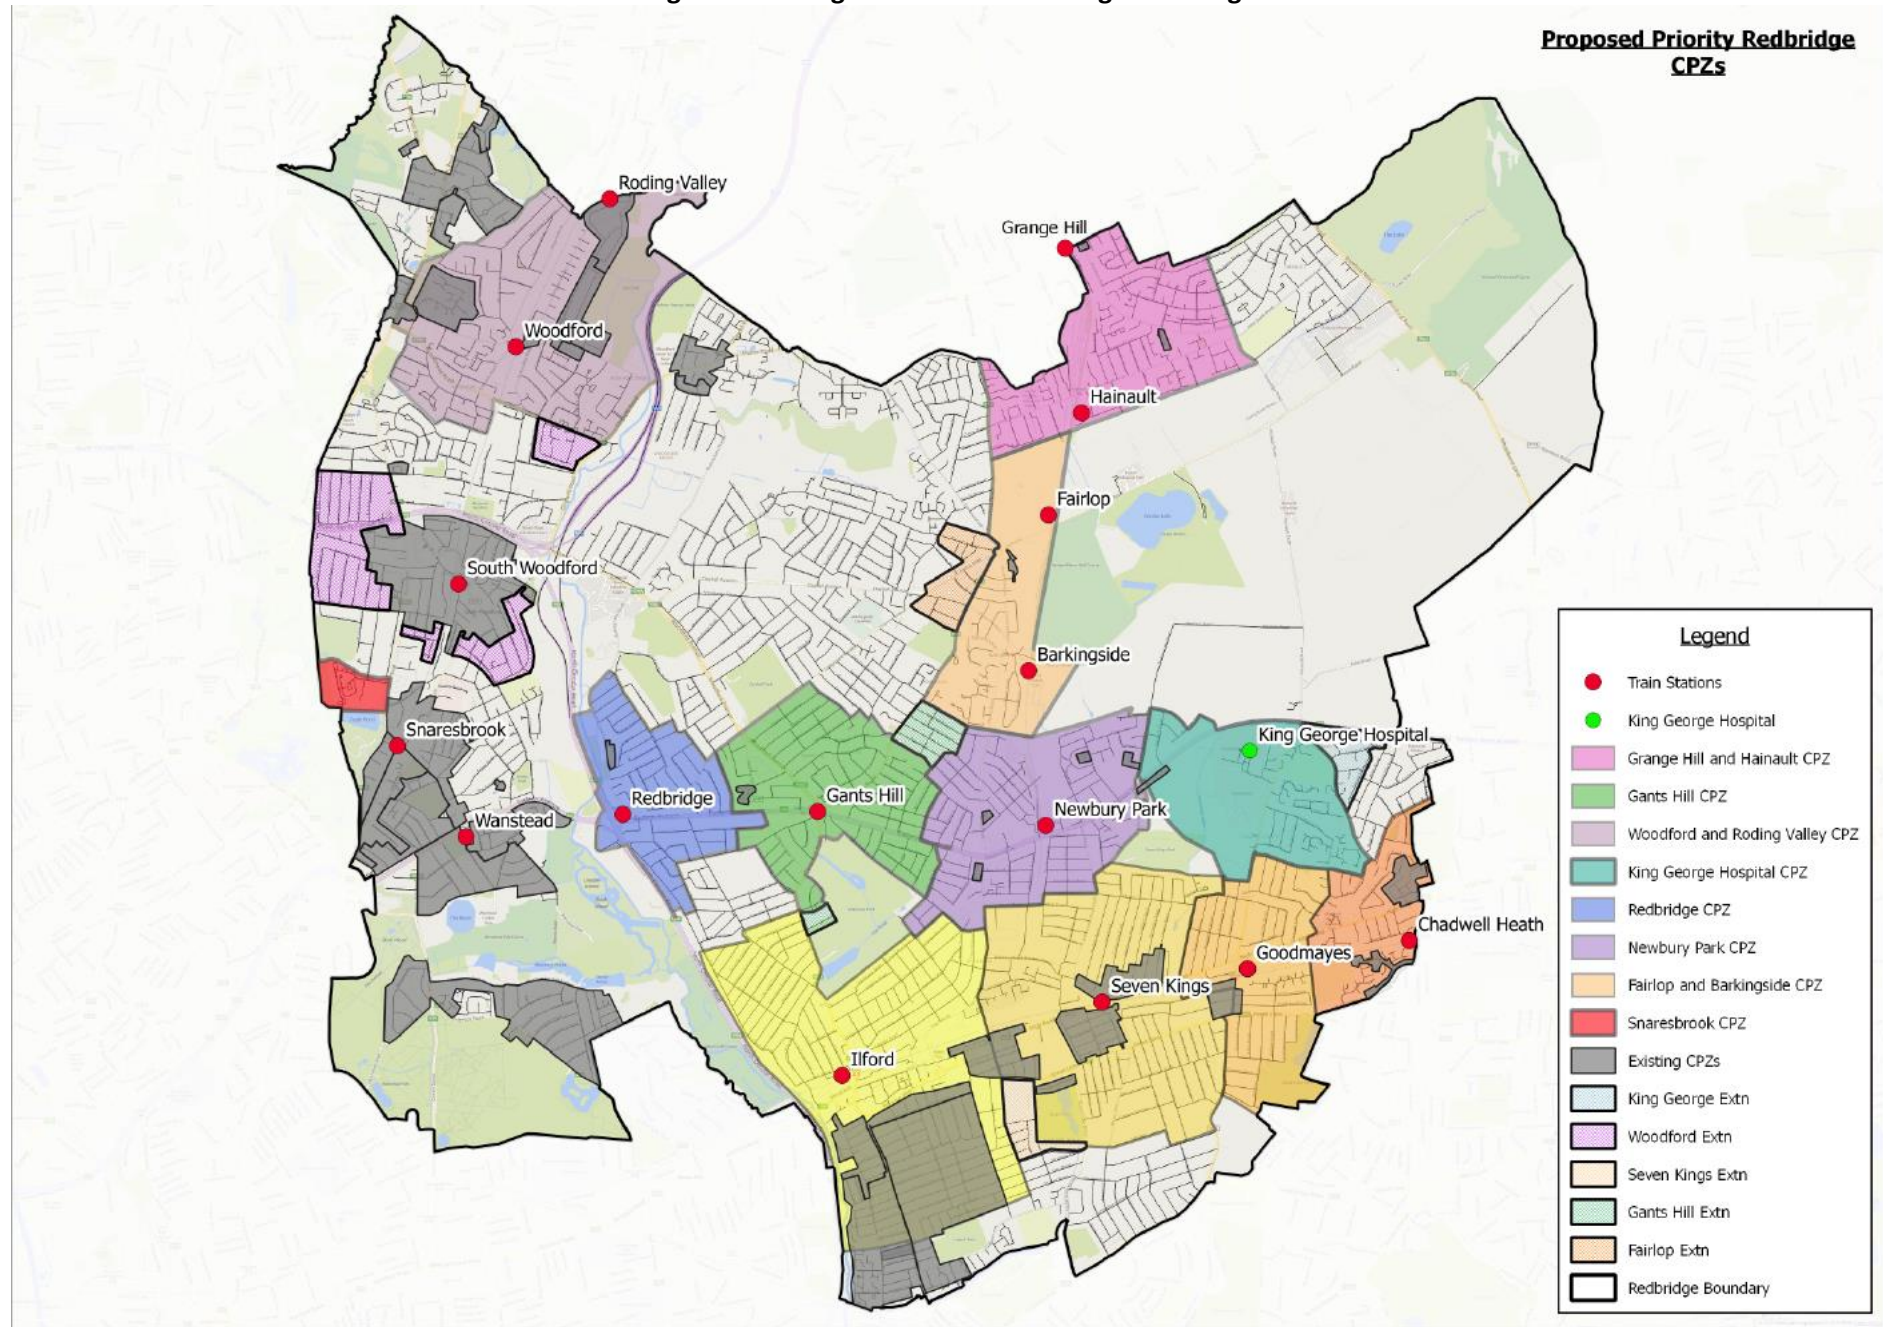 Proposed Priority Redbridge
CPZs
Roding Valley
Grange Hill
Woodford
Hainault
Fairlop
South Woodford
Barkingside
Snaresbrook
King George Hospital
Redbridge
Gants Hill
Newbury Park
Wanstead
Chadwell Heath
Goodmayes
Seven Kings
Ilford
Legend
Train Stations
King George Hospital
Grange Hill and Hainault CPZ
Gants Hill CPZ
Woodford and Roding Valley CPZ
King George Hospital CPZ
Redbridge CPZ
Newbury Park CPZ
Fairlop and Barkingside CPZ
Snaresbrook CPZ
Existing CPZs
King George Extn
Woodford Extn
Seven Kings Extn
Gants Hill Extn
Fairlop Extn
Redbridge Boundary